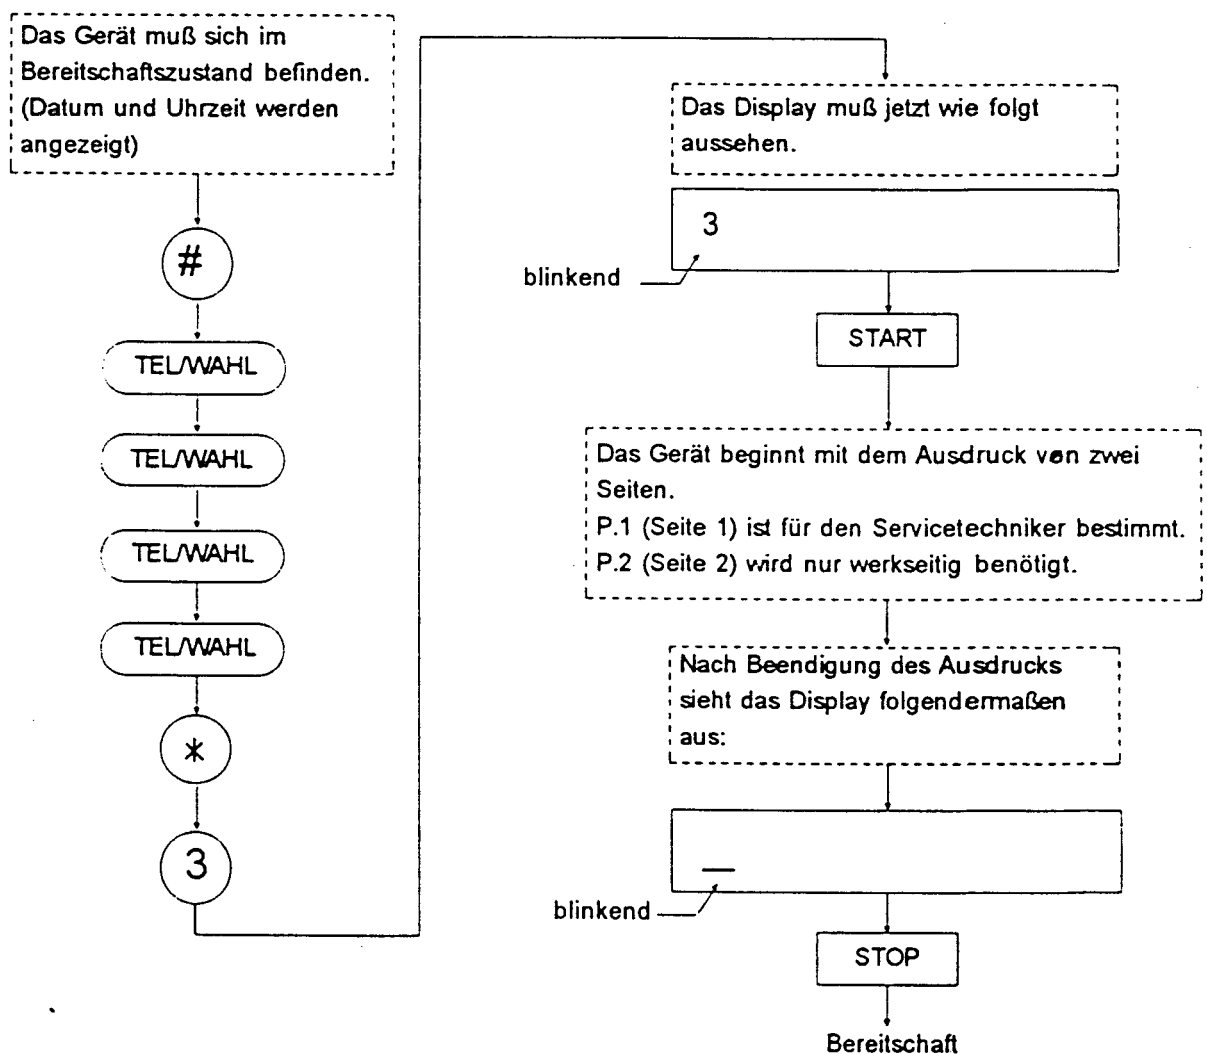 Das Gerät muß sich im
Bereitschaftszustand befinden.
(Datum und Uhrzeit werden
angezeigt)
#
TEL/WAHL
TEL/WAHL
TEL/WAHL
TEL/WAHL
*
3
Das Display muß jetzt wie folgt
aussehen.
3
blinkend
START
Das Gerät beginnt mit dem Ausdruck von zwei
Seiten.
P.1 (Seite 1) ist für den Servicetechniker bestimmt.
P.2 (Seite 2) wird nur werkseitig benötigt.
Nach Beendigung des Ausdrucks
sieht das Display folgendermaßen
aus:
_
blinkend
STOP
Bereitschaft